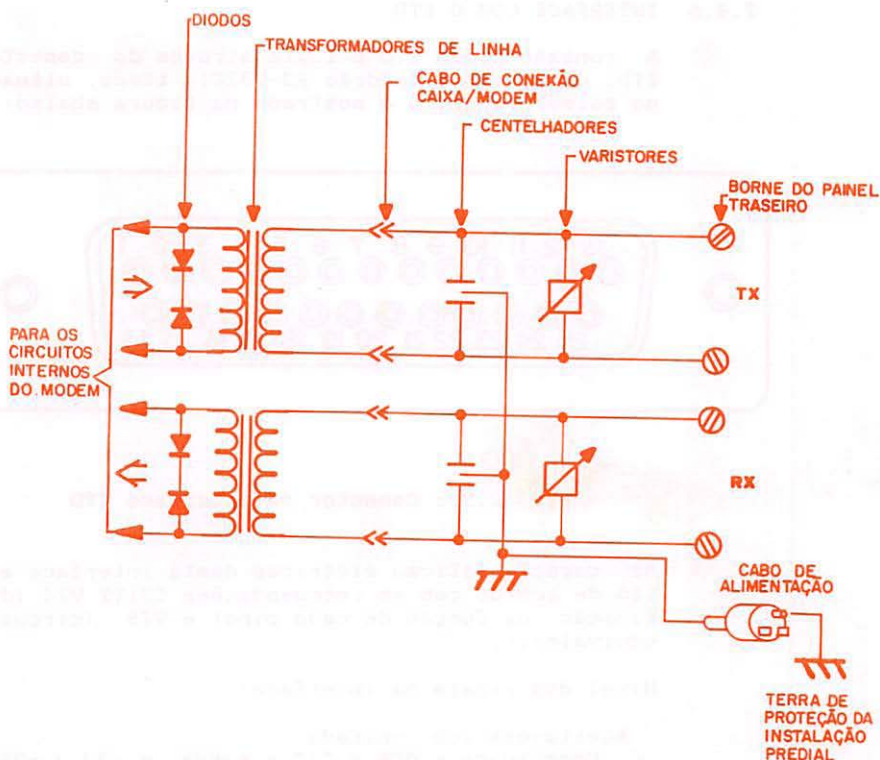 DIODOS
TRANSFORMADORES DE LINHA
CABO DE CONEKÃO
CAIXA/MODEM
CENTELHADORES
VARISTORES
BORNE DO PAINEL
TRASEIRO
TX
PARA OS
CIRCUITOS
INTERNOS
DO.MODEM
RX
CABO DE
ALIMENTAÇÃO
TERRA DE
PROTEÇÃO DA
INSTALAÇÃO
PREDIAL